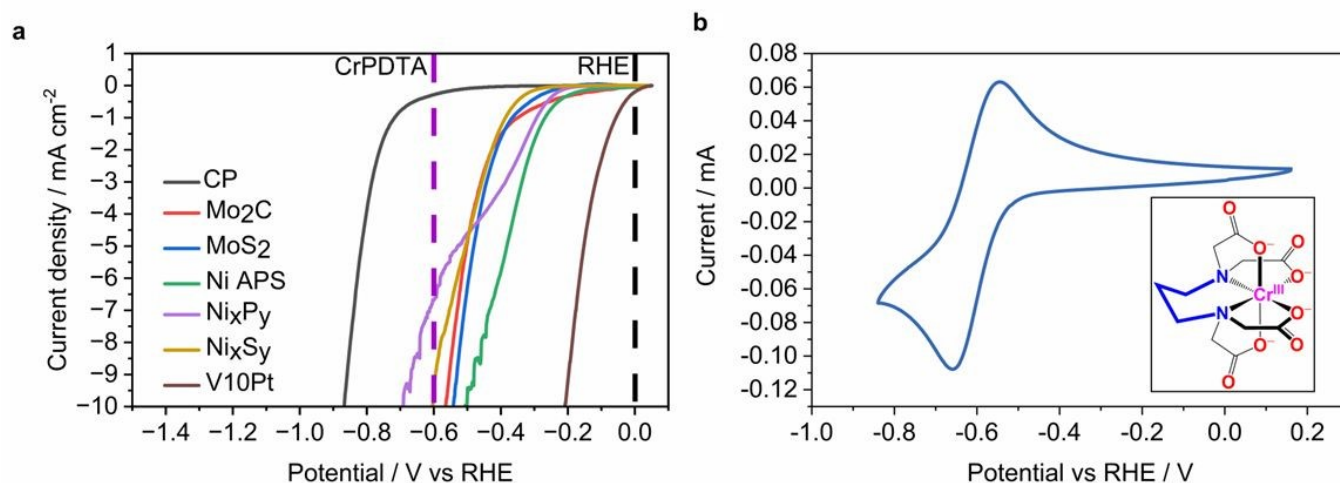 a
CrPDTA
RHE
1
0
−1
−2
−3
−4
−5
−6
−7
−8
−9
−10
Current density / mA cm⁻²
CP
Mo₂C
MoS₂
Ni APS
NiₓPᵧ
NiₓSᵧ
V10Pt
−1.4 −1.2 −1.0 −0.8 −0.6 −0.4 −0.2 0.0
Potential / V vs RHE
b
0.08
0.06
0.04
0.02
0.00
-0.02
-0.04
-0.06
-0.08
-0.10
-0.12
Current / mA
O
O⁻
O
N
O⁻
Crᴵᴵᴵ
N
O⁻
O⁻
O
O
-1.0 -0.8 -0.6 -0.4 -0.2 0.0 0.2
Potential vs RHE / V